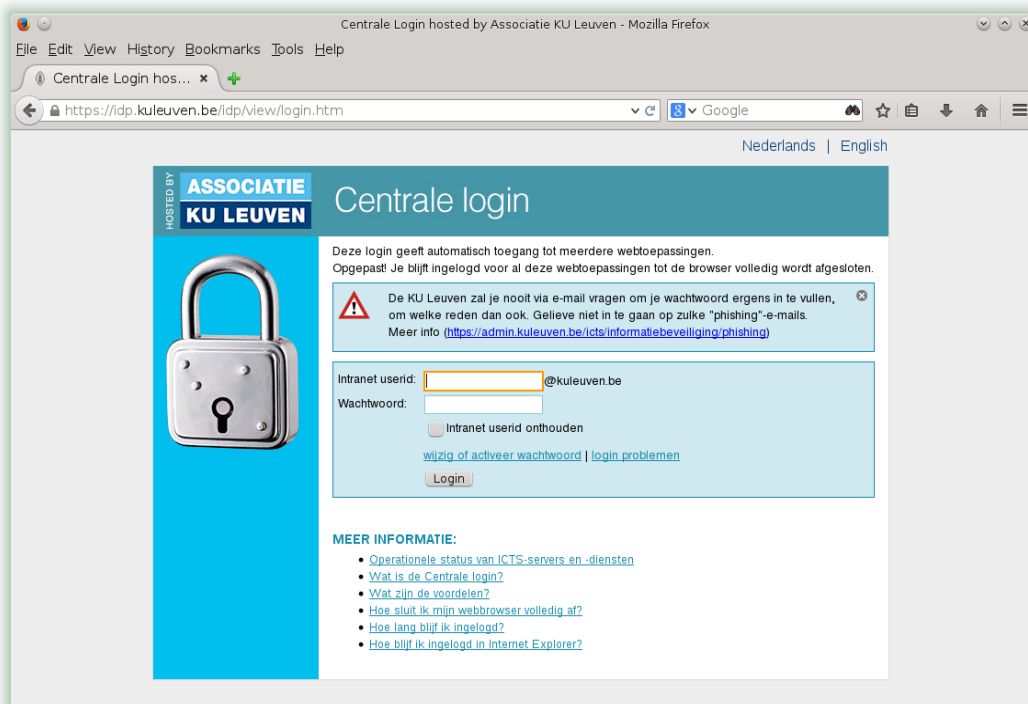 Centrale Login hosted by Associatie KU Leuven - Mozilla Firefox
File Edit View History Bookmarks Tools Help
Centrale Login hos...
https://idp.kuleuven.be/idp/view/login.htm
Google
Nederlands | English
HOSTED BY
ASSOCIATIE
KU LEUVEN
Centrale login
Deze login geeft automatisch toegang tot meerdere webtoepassingen.
Opgepast! Je blijft ingelogd voor al deze webtoepassingen tot de browser volledig wordt afgesloten.
De KU Leuven zal je nooit via e-mail vragen om je wachtwoord ergens in te vullen,
om welke reden dan ook. Gelieve niet in te gaan op zulke "phishing"-e-mails.
Meer info (https://admin.kuleuven.be/icts/informatiebeveiliging/phishing)
Intranet userid: @kuleuven.be
Wachtwoord:
Intranet userid onthouden
wijzig of activeer wachtwoord | login problemen
Login
MEER INFORMATIE:
• Operationele status van ICTS-servers en -diensten
• Wat is de Centrale login?
• Wat zijn de voordelen?
• Hoe sluit ik mijn webbrowser volledig af?
• Hoe lang blijf ik ingelogd?
• Hoe blijf ik ingelogd in Internet Explorer?